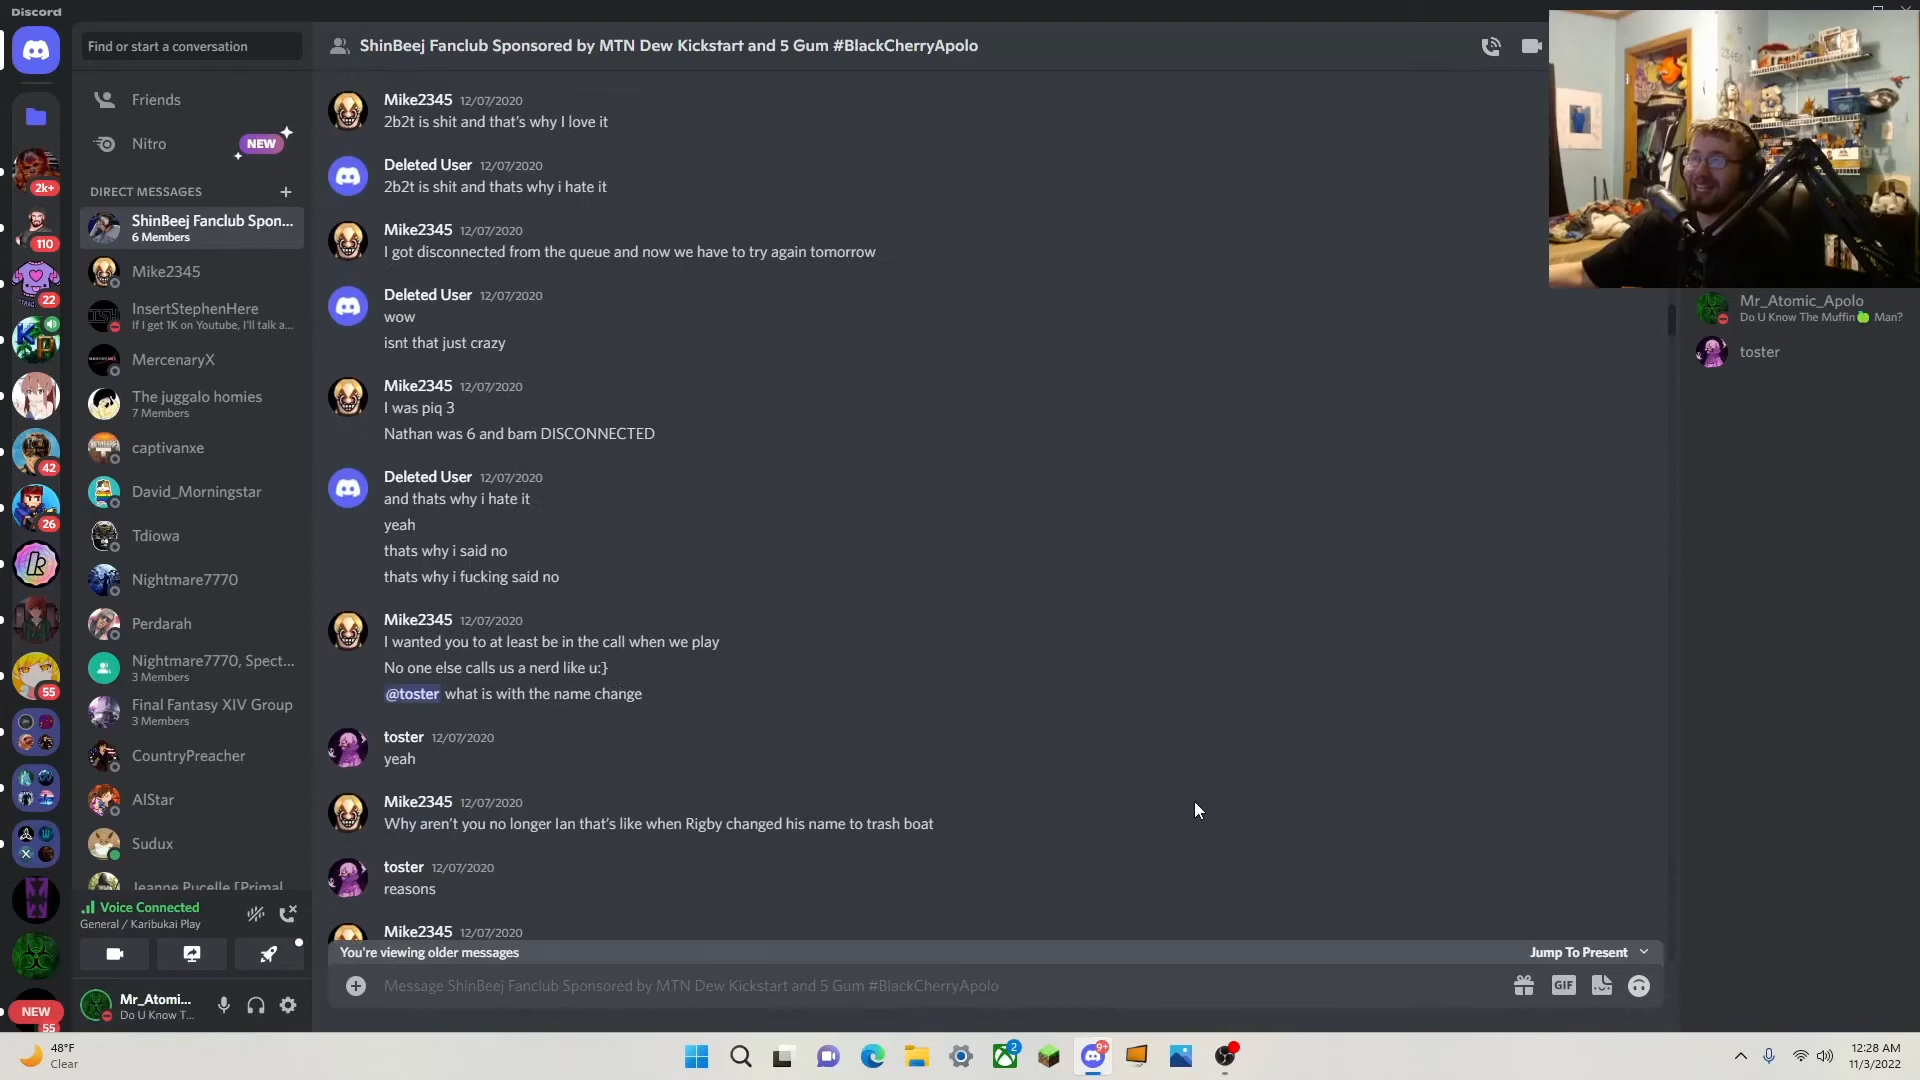 Discord
Find or start a conversation
ShinBeej Fanclub Sponsored by MTN Dew Kickstart and 5 Gum #BlackCherryApolo
Friends
Nitro
NEW
DIRECT MESSAGES
ShinBeej Fanclub Spon...
6 Members
Mike2345
InsertStephenHere
If I get 1K on Youtube, I'll talk a...
MercenaryX
The juggalo homies
7 Members
captivanxe
David_Morningstar
Tdiowa
Nightmare7770
Perdarah
Nightmare7770, Spect...
3 Members
Final Fantasy XIV Group
3 Members
CountryPreacher
AlStar
Sudux
Jeanne Pucelle [Primal
Voice Connected
General / Karibukai Play
Mr_Atomi...
Do U Know T...
2k+
110
22
42
26
55
NEW
55
Mike2345 12/07/2020
2b2t is shit and that's why I love it
Deleted User 12/07/2020
2b2t is shit and thats why i hate it
Mike2345 12/07/2020
I got disconnected from the queue and now we have to try again tomorrow
Deleted User 12/07/2020
wow
isnt that just crazy
Mike2345 12/07/2020
I was piq 3
Nathan was 6 and bam DISCONNECTED
Deleted User 12/07/2020
and thats why i hate it
yeah
thats why i said no
thats why i fucking said no
Mike2345 12/07/2020
I wanted you to at least be in the call when we play
No one else calls us a nerd like u:}
@toster what is with the name change
toster 12/07/2020
yeah
Mike2345 12/07/2020
Why aren't you no longer Ian that's like when Rigby changed his name to trash boat
toster 12/07/2020
reasons
Mike2345 12/07/2020
You're viewing older messages
Jump To Present
Message ShinBeej Fanclub Sponsored by MTN Dew Kickstart and 5 Gum #BlackCherryApolo
GIF
Mr_Atomic_Apolo
Do U Know The Muffin🍏 Man?
toster
48°F
Clear
2
9+
12:28 AM
11/3/2022